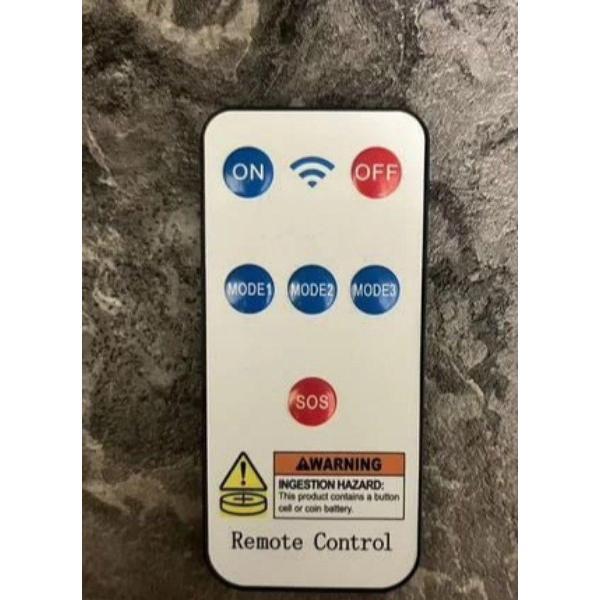 ON OFF
MODE1 MODE2 MODE3
SOS
WARNING
INGESTION HAZARD:
This product contains a button
cell or coin battery.
Remote Control